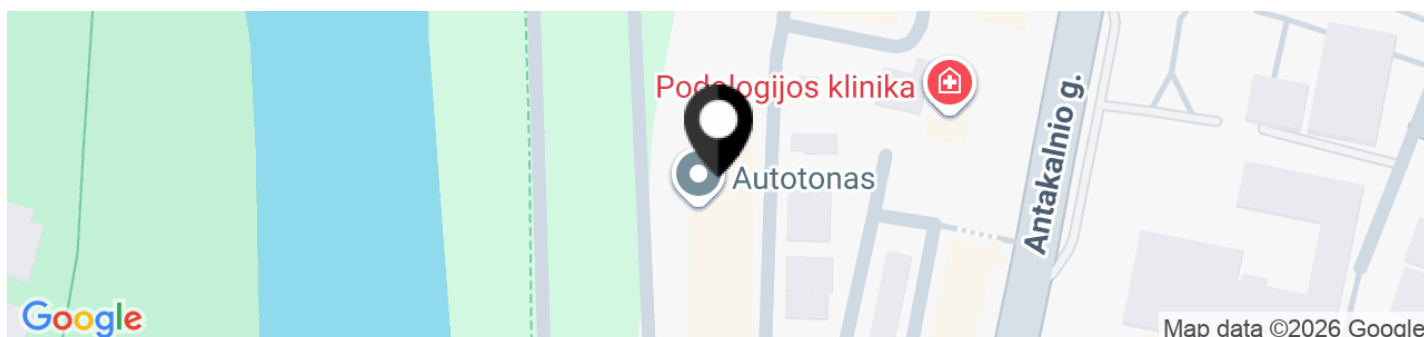 Podologijos klinika
Autotonas
Antakalnio g.
Google
Map data ©2026 Google